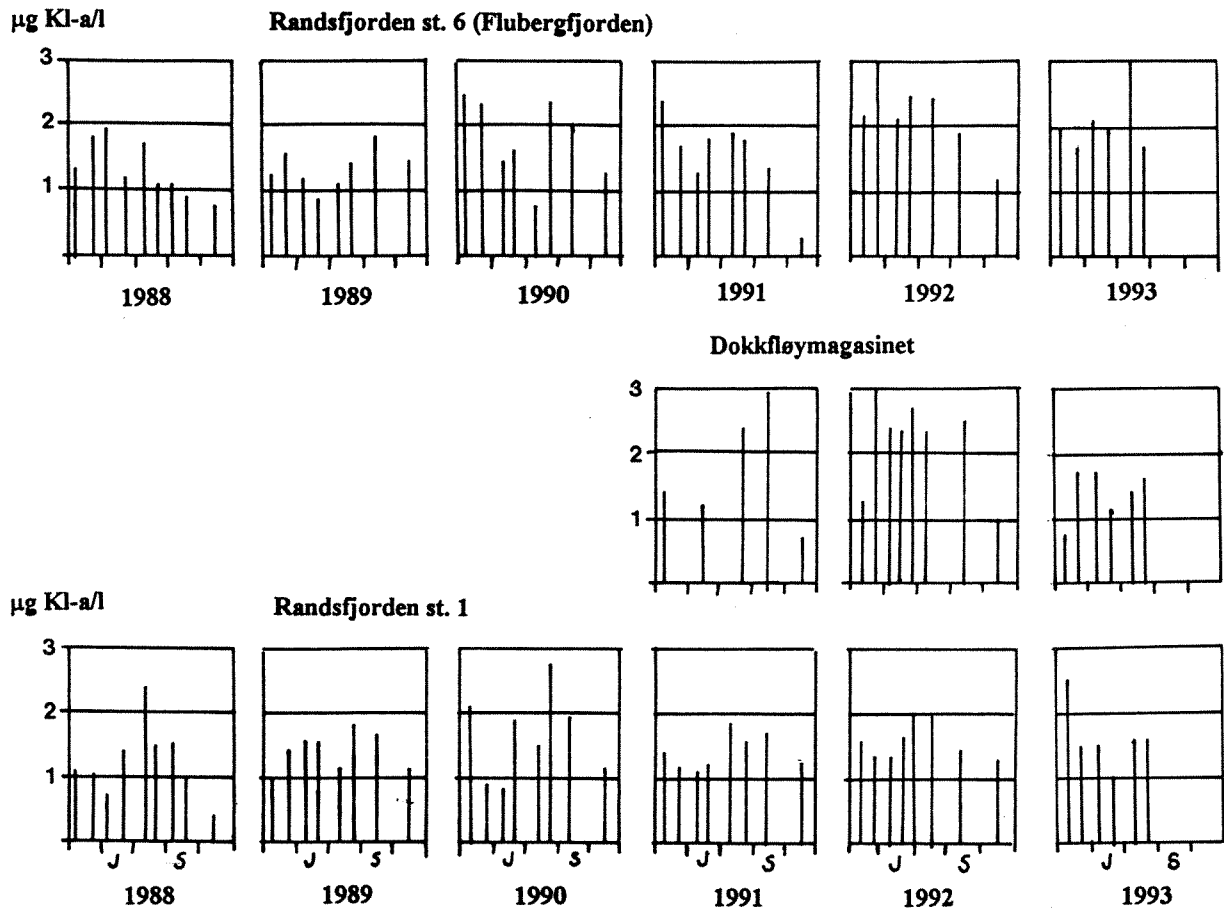 µg Kl-a/l Randsfjorden st. 6 (Flubergfjorden)
3
2
1
1988 1989 1990 1991 1992 1993
Dokkfløymagasinet
3
2
1
µg Kl-a/l Randsfjorden st. 1
3
2
1
J S J S J S J S J S J S
1988 1989 1990 1991 1992 1993